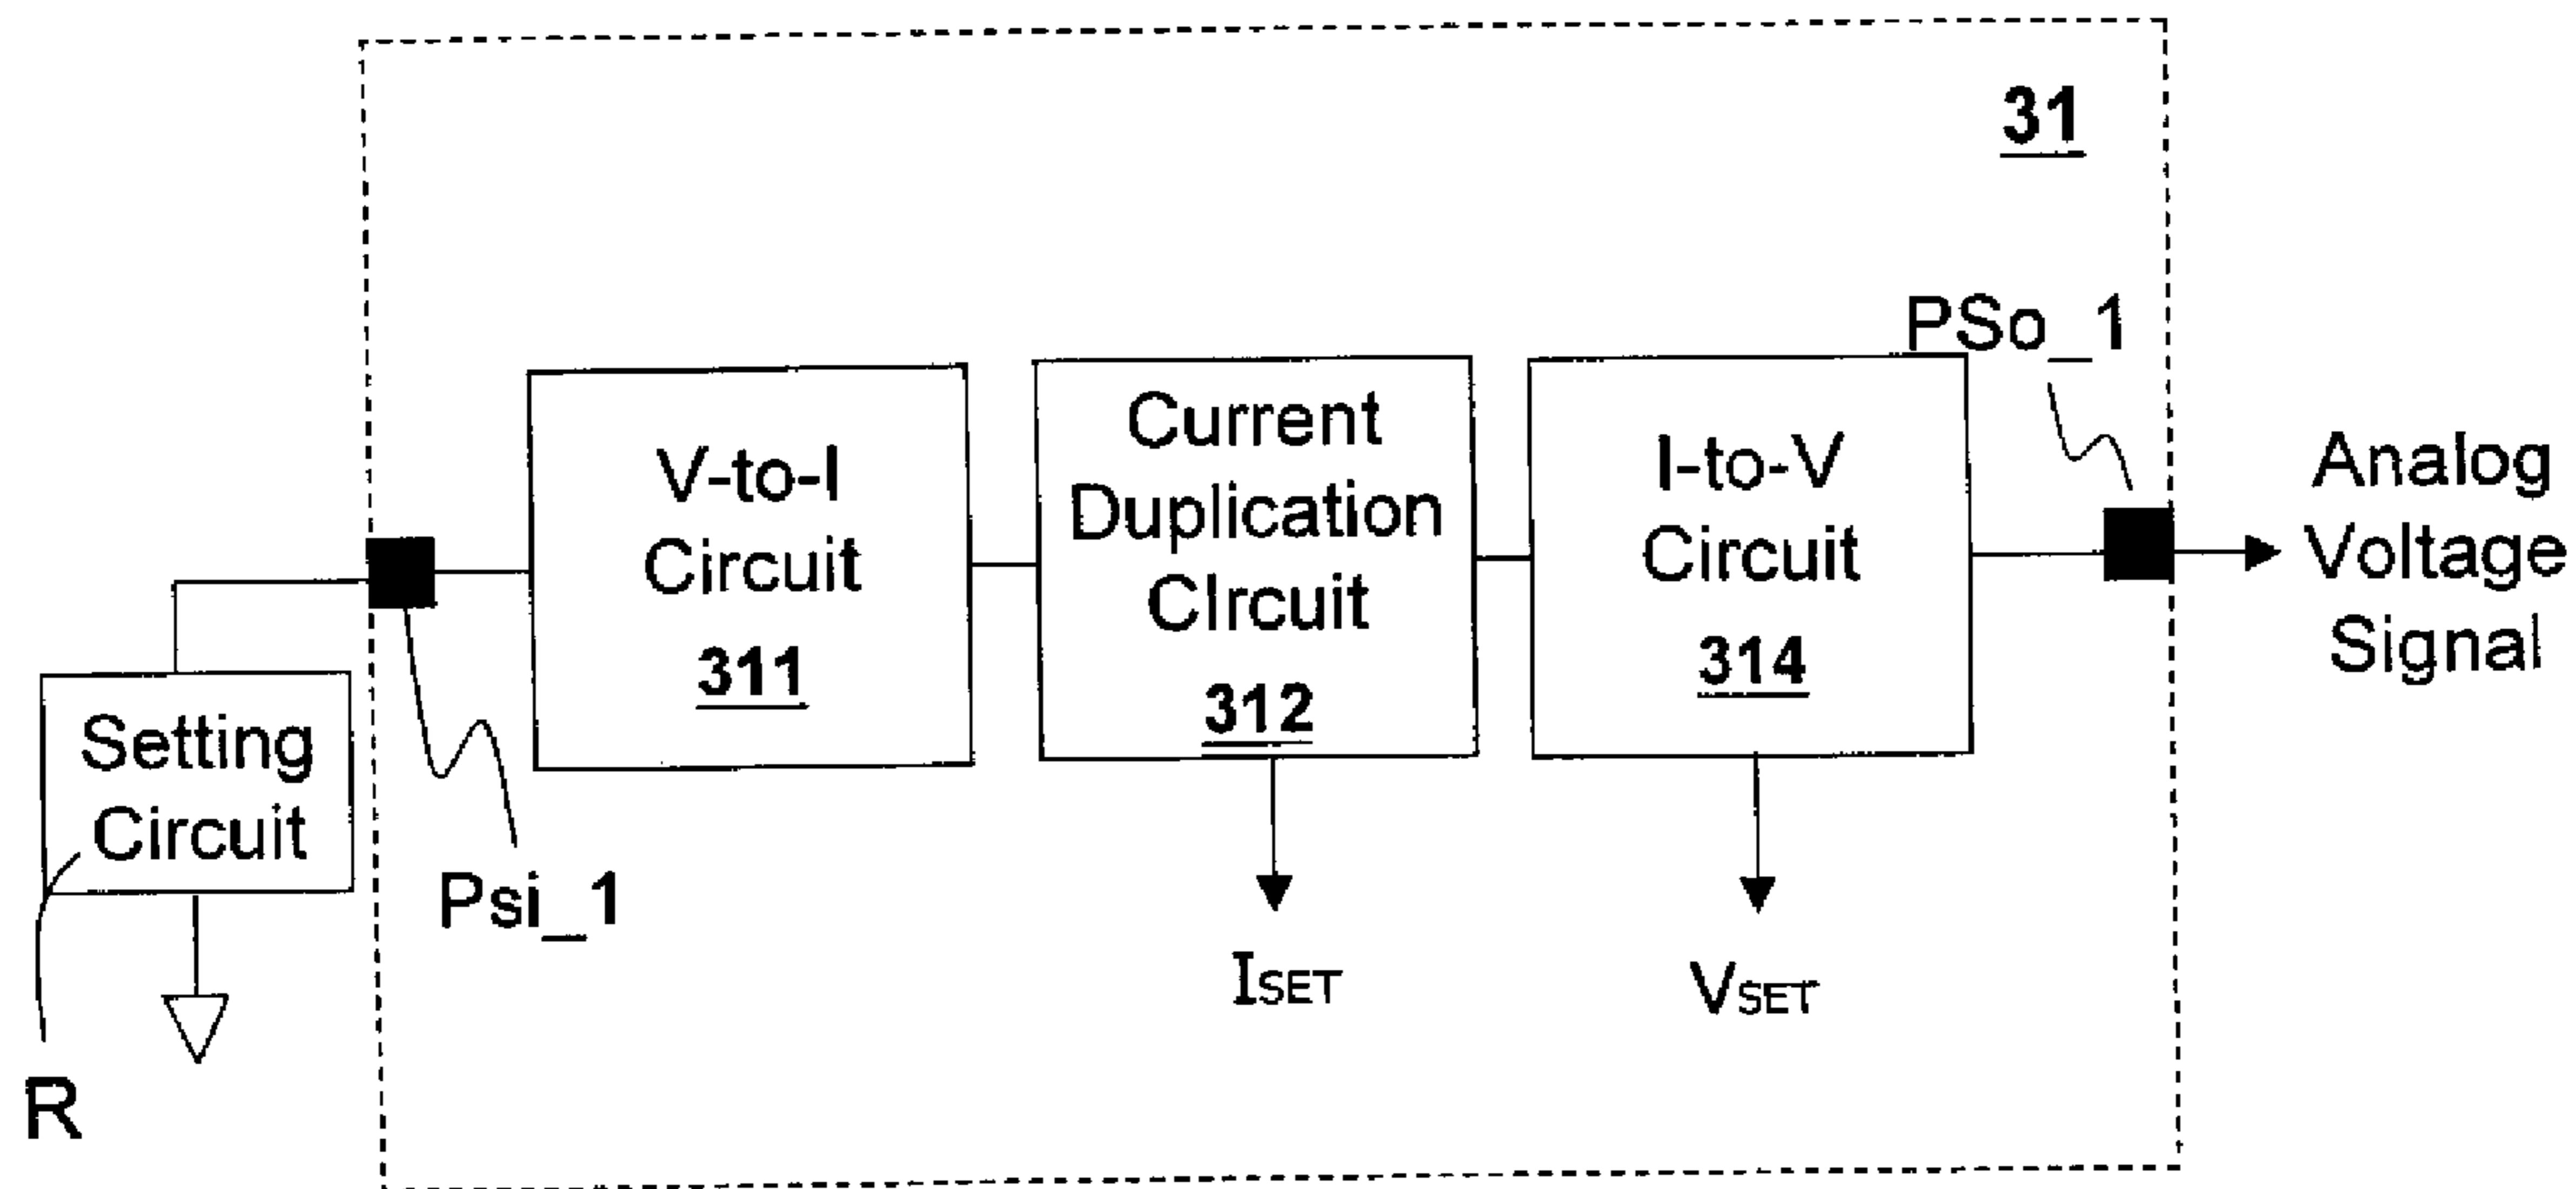 31
PSo_1
V-to-I
Circuit
311
Current
Duplication
CIrcuit
312
I-to-V
Circuit
314
Analog
Voltage
Signal
Setting
Circuit
Psi_1
ISET
VSET
R